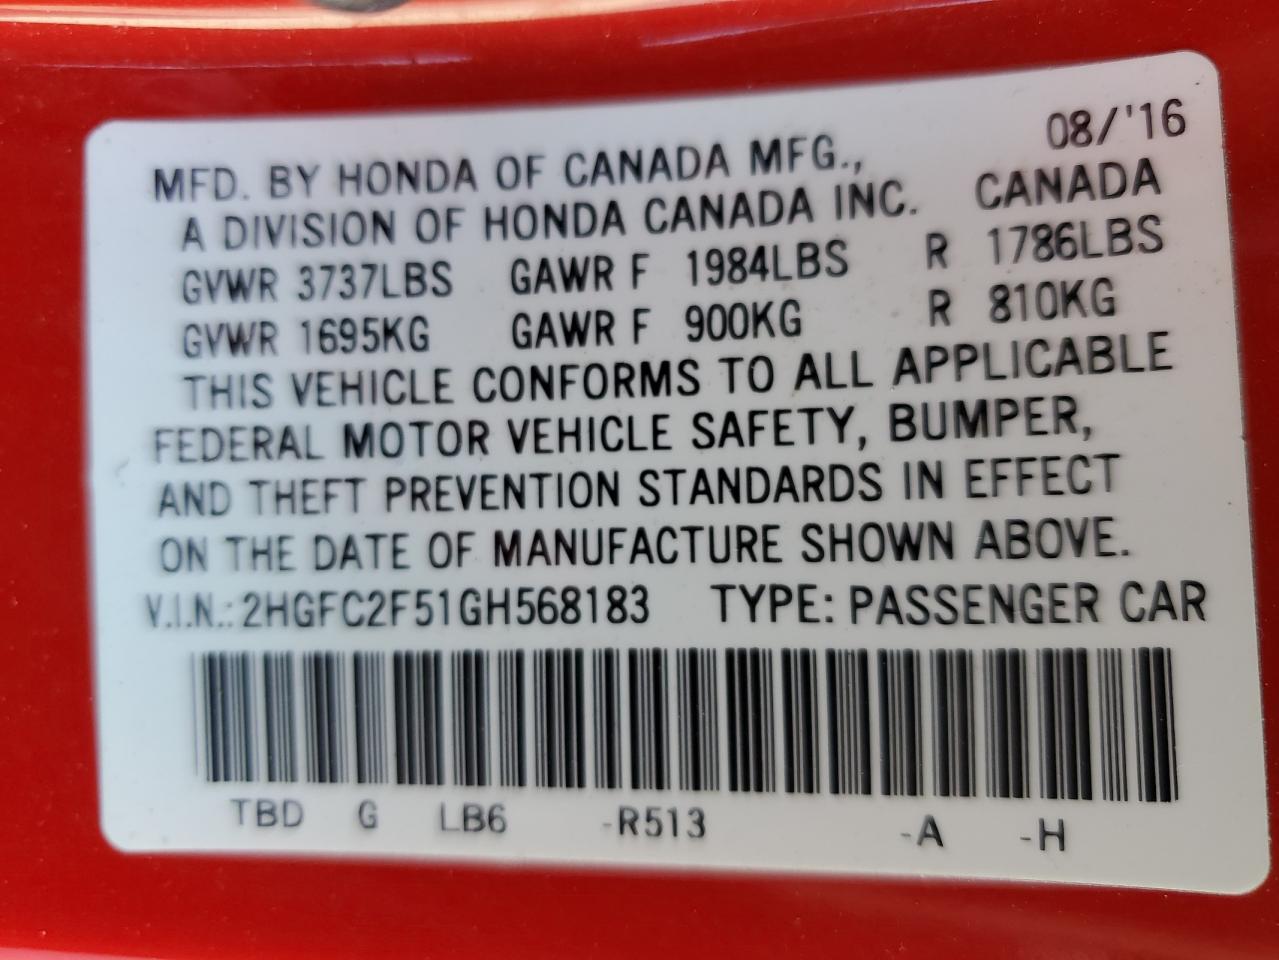 08/'16
MFD. BY HONDA OF CANADA MFG.,
A DIVISION OF HONDA CANADA INC. CANADA
GVWR 3737LBS GAWR F 1984LBS R 1786LBS
GVWR 1695KG GAWR F 900KG R 810KG
THIS VEHICLE CONFORMS TO ALL APPLICABLE
FEDERAL MOTOR VEHICLE SAFETY, BUMPER,
AND THEFT PREVENTION STANDARDS IN EFFECT
ON THE DATE OF MANUFACTURE SHOWN ABOVE.
V.I.N.: 2HGFC2F51GH568183 TYPE: PASSENGER CAR
TBD G LB6 -R513 -A -H